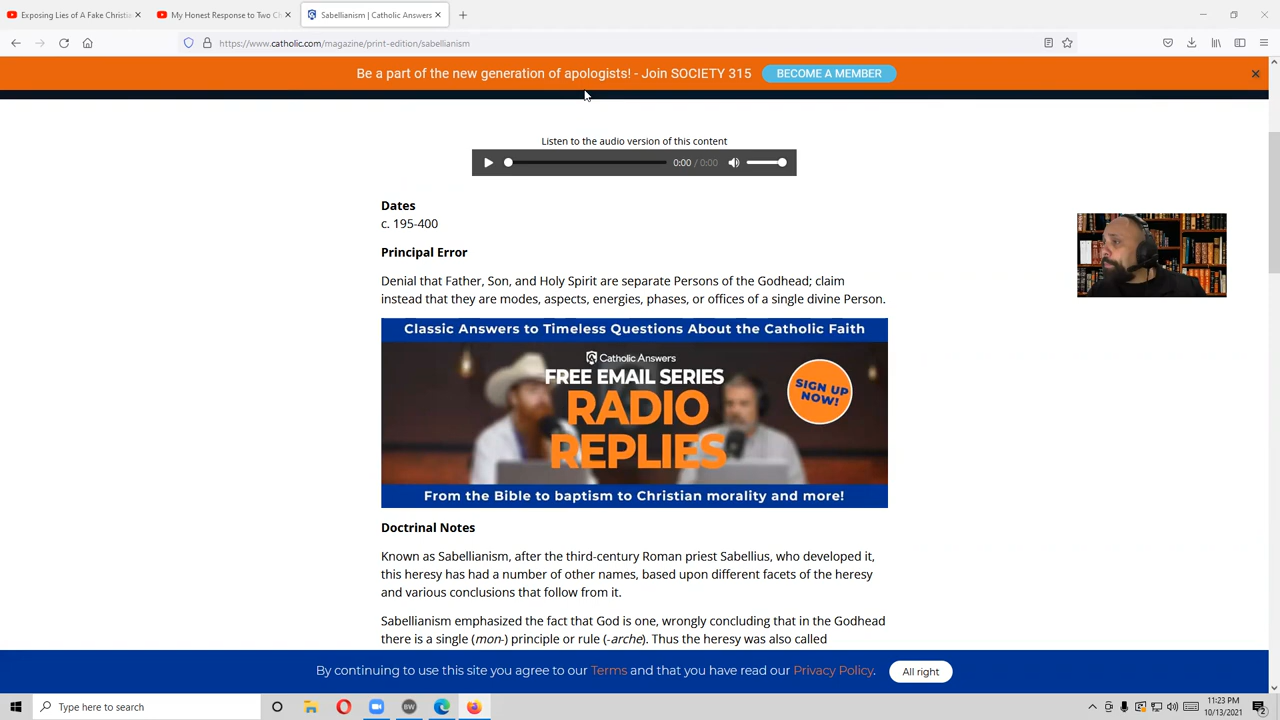 Exposing Lies of A Fake Christia
My Honest Response to Two Ch
Sabellianism | Catholic Answers
https://www.catholic.com/magazine/print-edition/sabellianism
Be a part of the new generation of apologists! - Join SOCIETY 315
BECOME A MEMBER
Listen to the audio version of this content
0:00 / 0:00
Dates
c. 195-400
Principal Error
Denial that Father, Son, and Holy Spirit are separate Persons of the Godhead; claim
instead that they are modes, aspects, energies, phases, or offices of a single divine Person.
Classic Answers to Timeless Questions About the Catholic Faith
Catholic Answers
FREE EMAIL SERIES
RADIO
REPLIES
SIGN UP
NOW!
From the Bible to baptism to Christian morality and more!
Doctrinal Notes
Known as Sabellianism, after the third-century Roman priest Sabellius, who developed it,
this heresy has had a number of other names, based upon different facets of the heresy
and various conclusions that follow from it.
Sabellianism emphasized the fact that God is one, wrongly concluding that in the Godhead
there is a single (mon-) principle or rule (-arche). Thus the heresy was also called
By continuing to use this site you agree to our Terms and that you have read our Privacy Policy.
All right
Type here to search
BW
11:23 PM
10/13/2021
2